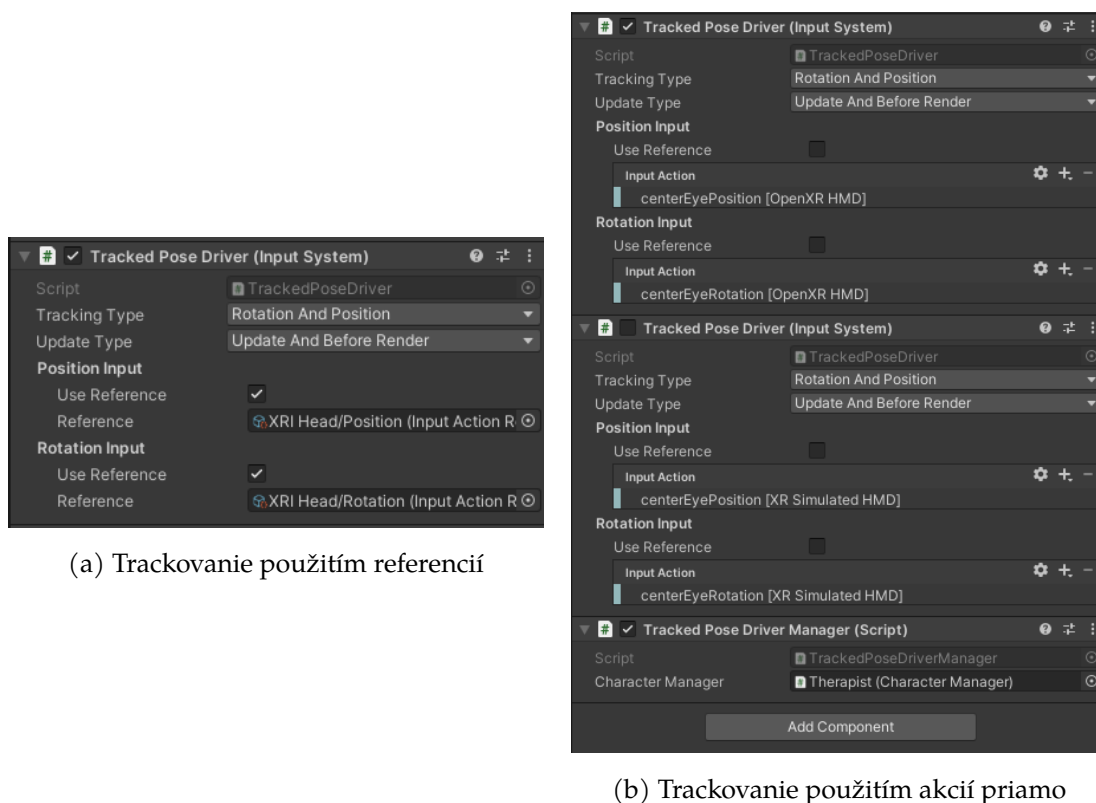 Tracked Pose Driver (Input System)
Script TrackedPoseDriver
Tracking Type Rotation And Position
Update Type Update And Before Render
Position Input
Use Reference
Reference XRI Head/Position (Input Action R
Rotation Input
Use Reference
Reference XRI Head/Rotation (Input Action R
(a) Trackovanie použitím referencií
Tracked Pose Driver (Input System)
Script TrackedPoseDriver
Tracking Type Rotation And Position
Update Type Update And Before Render
Position Input
Use Reference
Input Action
centerEyePosition [OpenXR HMD]
Rotation Input
Use Reference
Input Action
centerEyeRotation [OpenXR HMD]
Tracked Pose Driver (Input System)
Script TrackedPoseDriver
Tracking Type Rotation And Position
Update Type Update And Before Render
Position Input
Use Reference
Input Action
centerEyePosition [XR Simulated HMD]
Rotation Input
Use Reference
Input Action
centerEyeRotation [XR Simulated HMD]
Tracked Pose Driver Manager (Script)
Script TrackedPoseDriverManager
Character Manager Therapist (Character Manager)
Add Component
(b) Trackovanie použitím akcií priamo